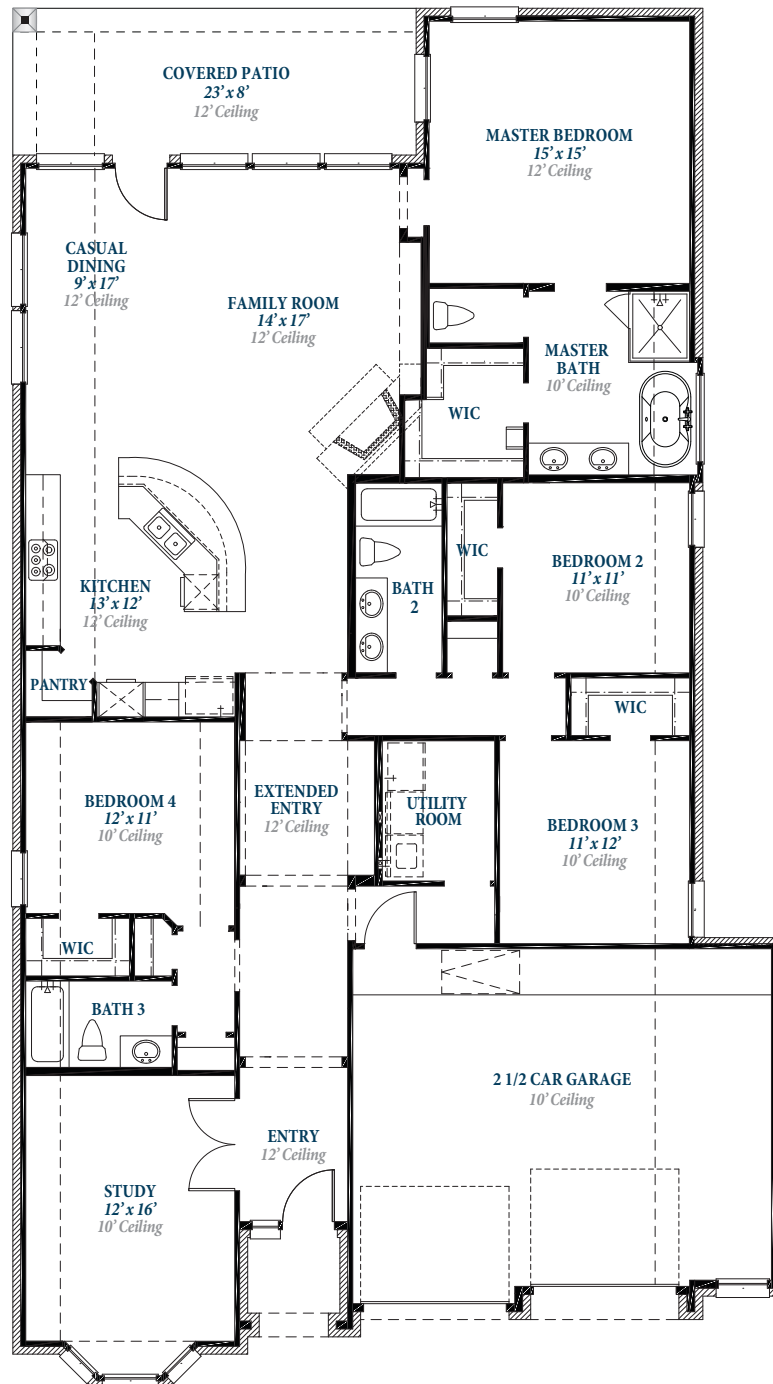 COVERED PATIO
23’ x 8’
12’ Ceiling
MASTER BEDROOM
15’ x 15’
12’ Ceiling
CASUAL
DINING
9’ x 17’
12’ Ceiling
FAMILY ROOM
14’ x 17’
12’ Ceiling
MASTER
BATH
10’ Ceiling
WIC
KITCHEN
13’ x 12’
12’ Ceiling
BATH
2
WIC
BEDROOM 2
11’ x 11’
10’ Ceiling
PANTRY
WIC
BEDROOM 4
12’ x 11’
10’ Ceiling
EXTENDED
ENTRY
12’ Ceiling
UTILITY
ROOM
BEDROOM 3
11’ x 12’
10’ Ceiling
WIC
BATH 3
2 1/2 CAR GARAGE
10’ Ceiling
ENTRY
12’ Ceiling
STUDY
12’ x 16’
10’ Ceiling